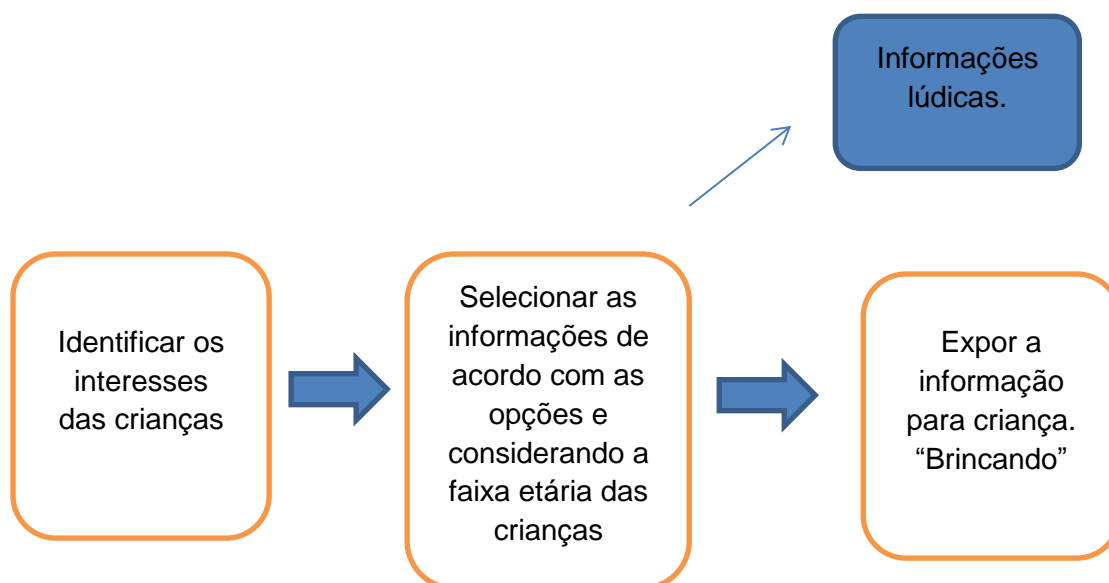 Informações
lúdicas.
Identificar os
interesses
das crianças
Selecionar as
informações de
acordo com as
opções e
considerando a
faixa etária das
crianças
Expor a
informação
para criança.
“Brincando”